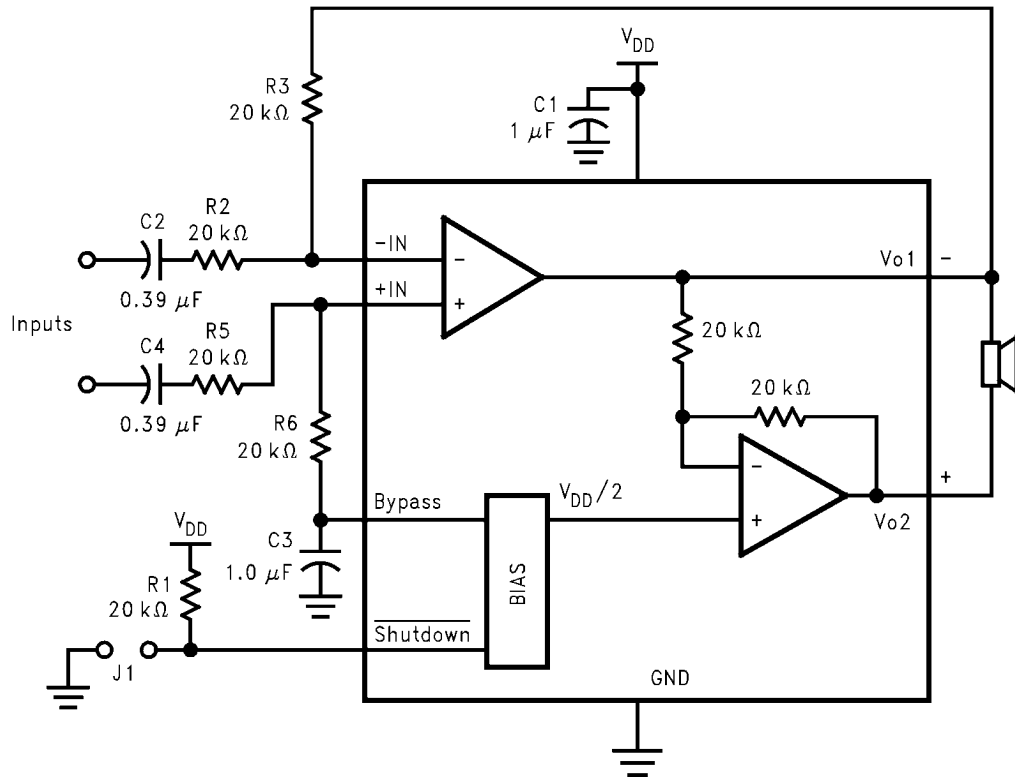 V_DD
R3
20 kΩ
C1
1 µF
C2
R2
20 kΩ
-IN
-
Vo1
-
0.39 µF
+IN
+
Inputs
C4
R5
20 kΩ
20 kΩ
0.39 µF
20 kΩ
R6
20 kΩ
-
Bypass
V_DD/2
+
+
Vo2
V_DD
C3
1.0 µF
BIAS
R1
20 kΩ
Shutdown
J1
GND